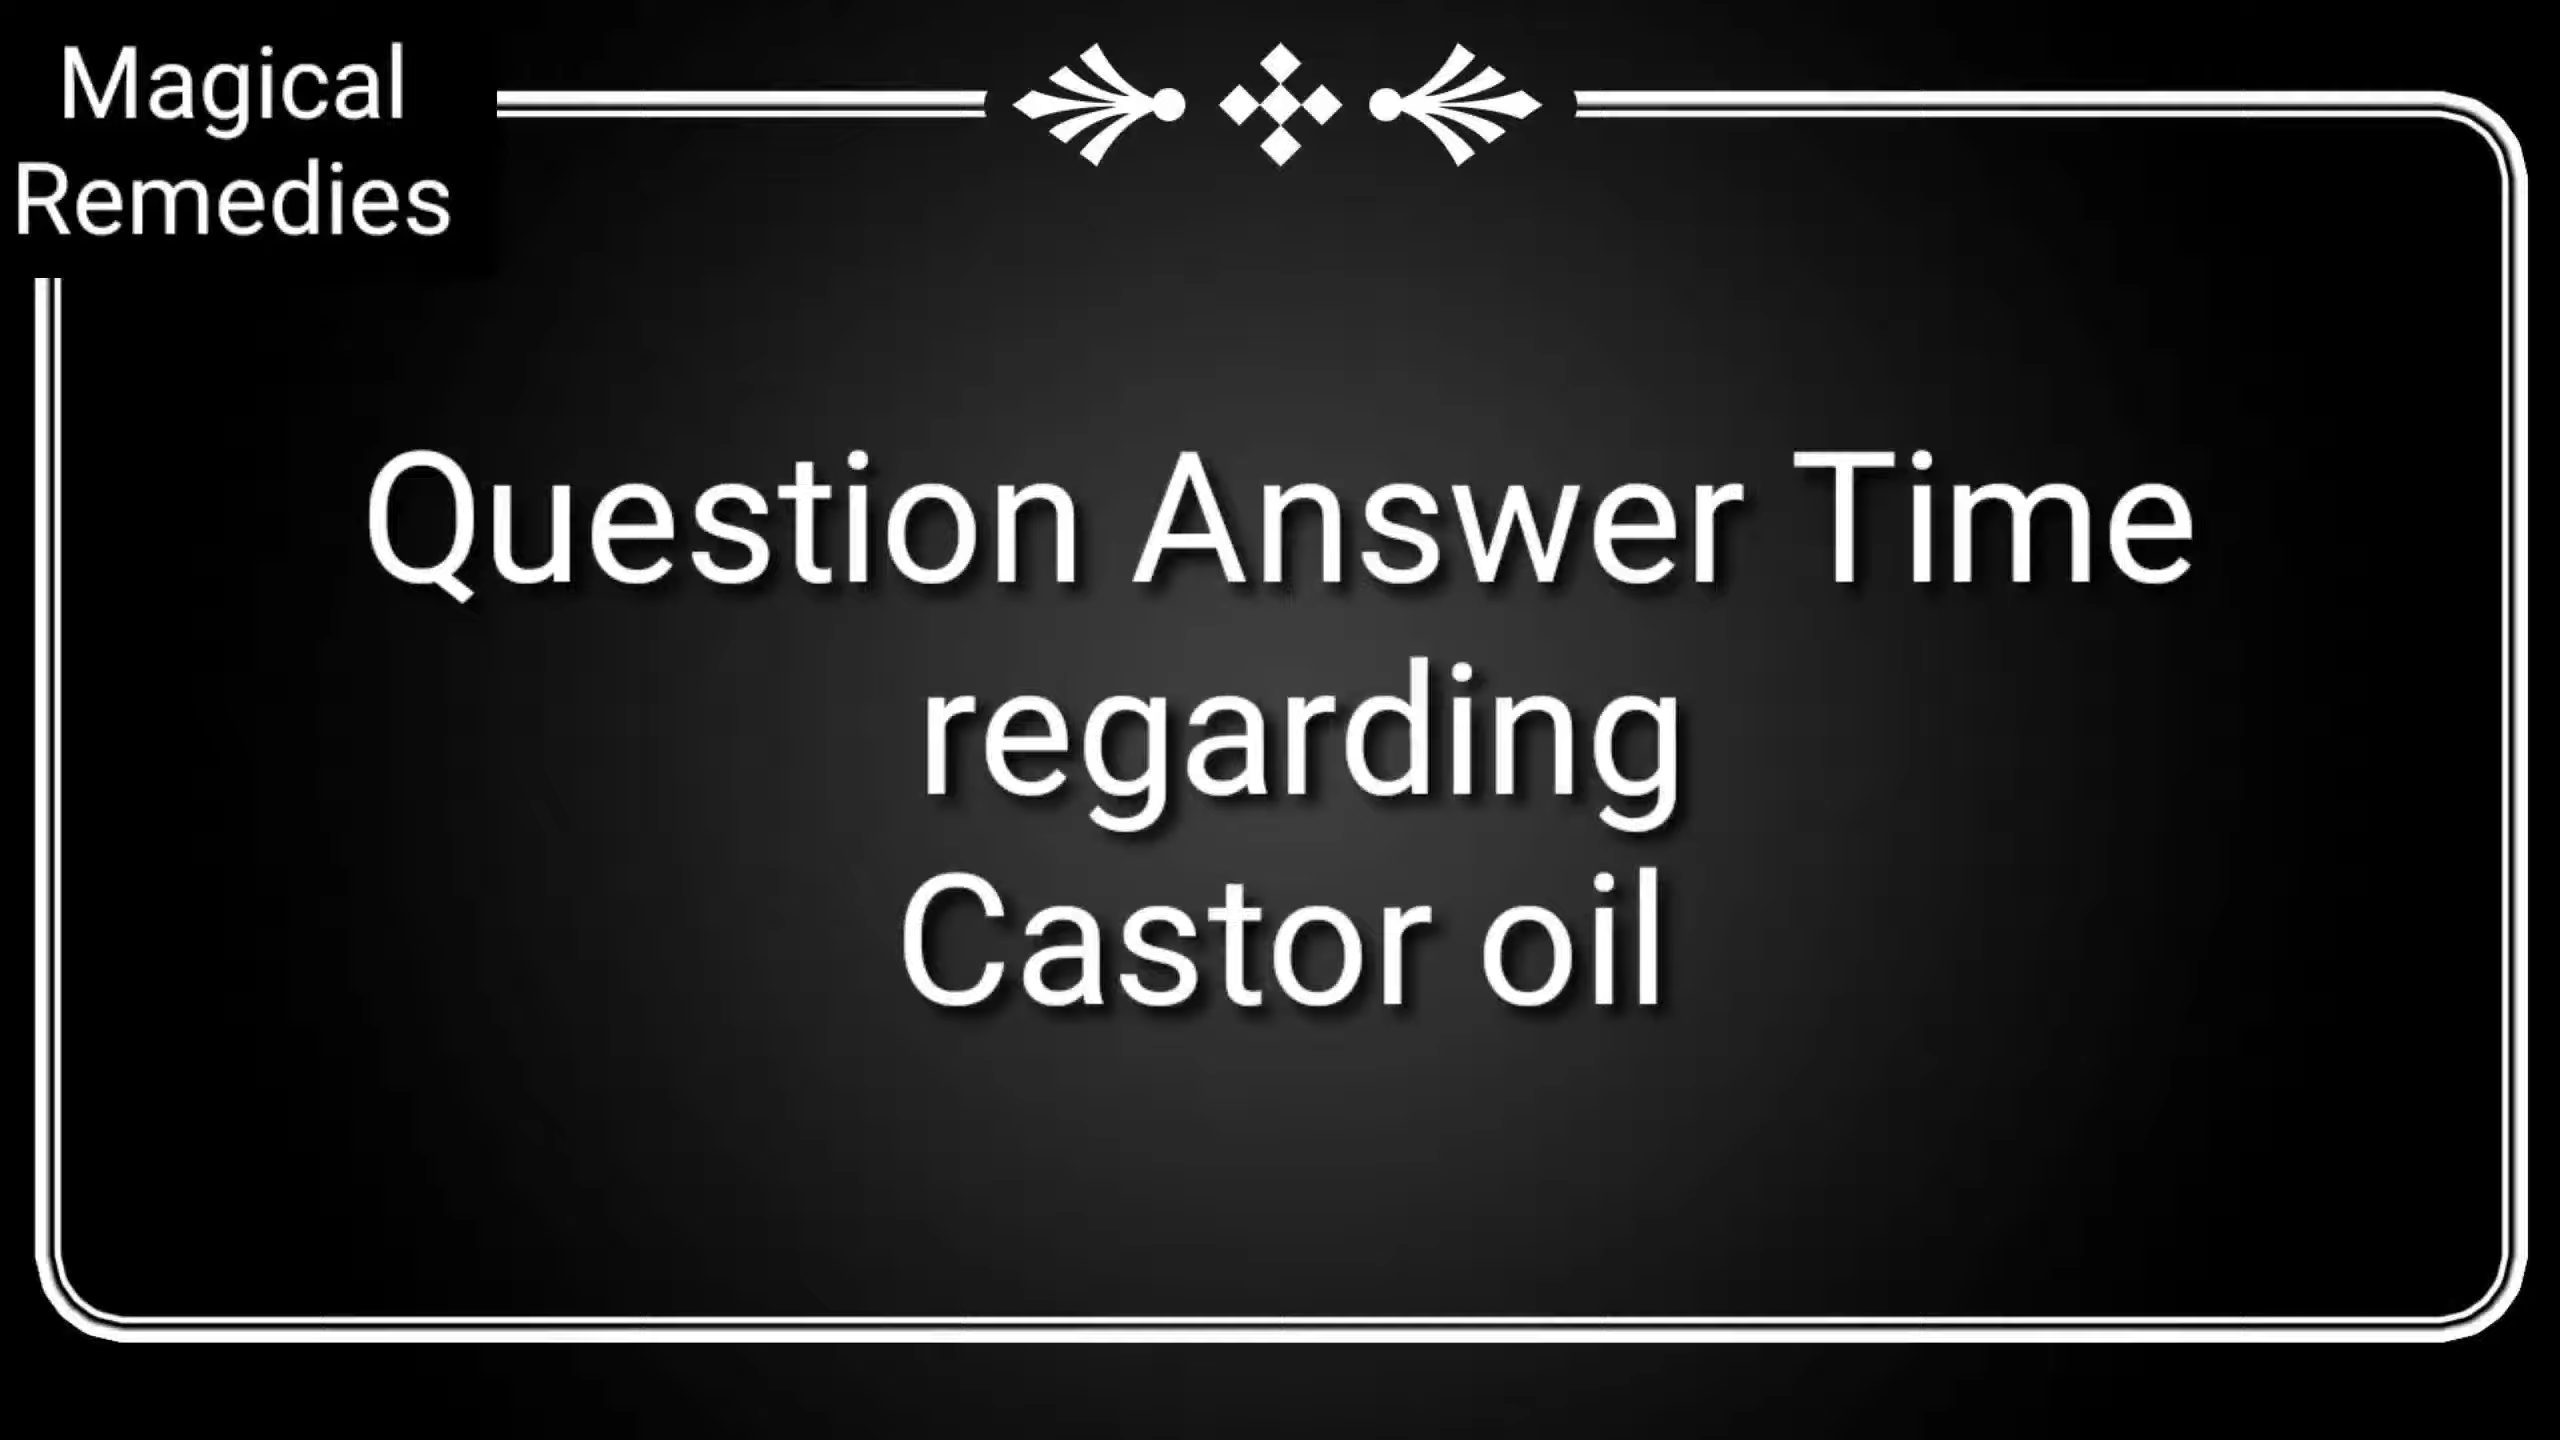 Magical
Remedies
Question Answer Time
regarding
Castor oil